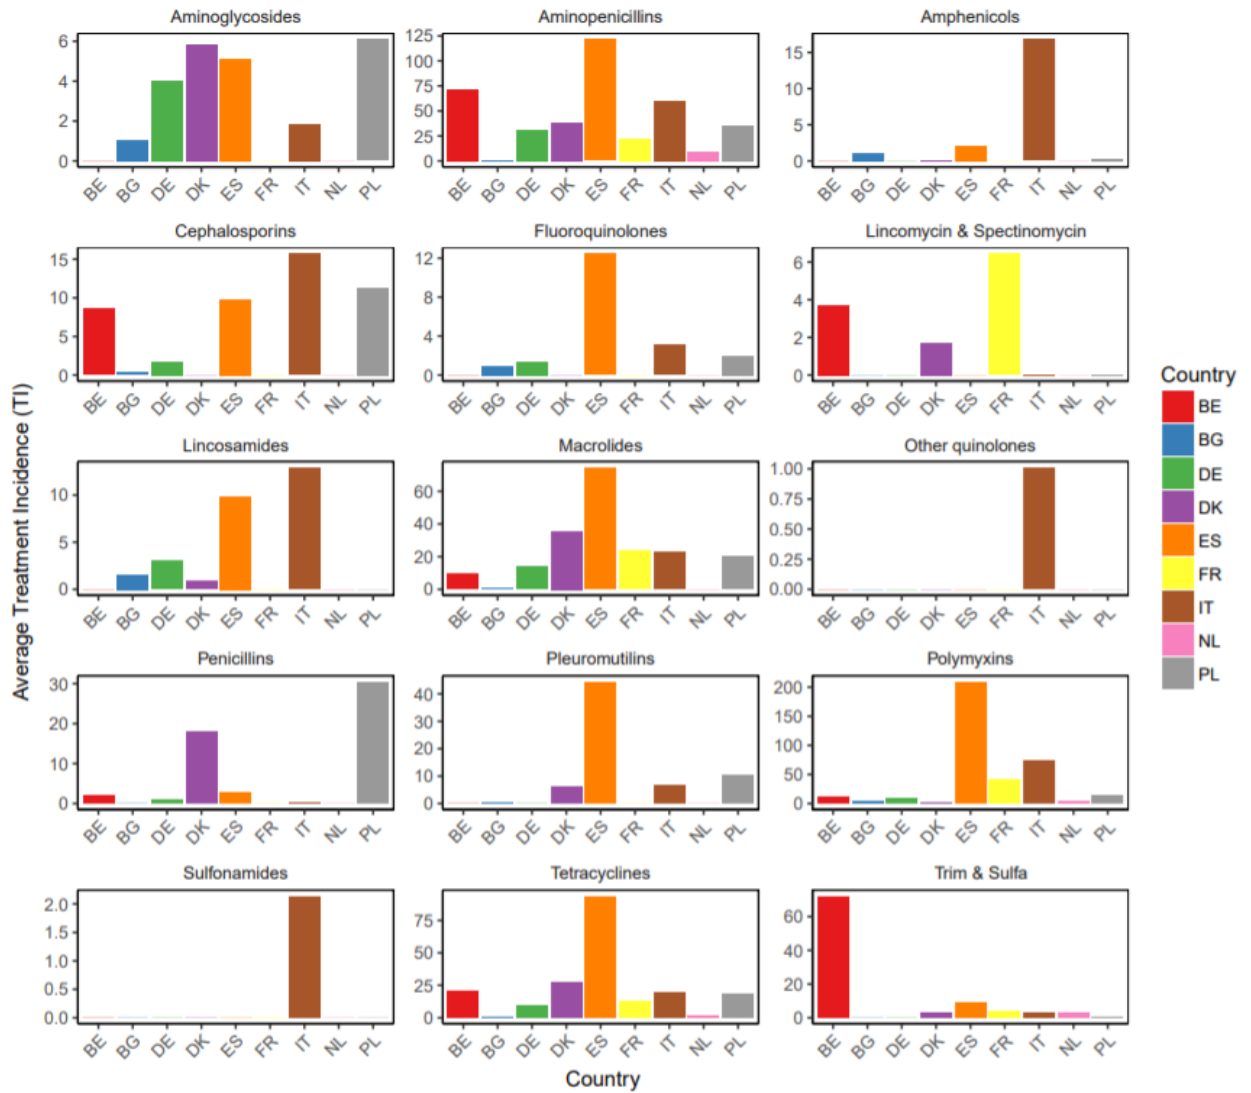 Aminoglycosides Aminopenicillins Amphenicols
6 4 2 0
125 100 75 50 25 0
15 10 5 0
BE BG DE DK ES FR IT NL PL
BE BG DE DK ES FR IT NL PL
BE BG DE DK ES FR IT NL PL
Cephalosporins Fluoroquinolones Lincomycin & Spectinomycin
15 10 5 0
12 8 4 0
6 4 2 0
BE BG DE DK ES FR IT NL PL
BE BG DE DK ES FR IT NL PL
BE BG DE DK ES FR IT NL PL
Lincosamides Macrolides Other quinolones
10 5 0
60 40 20 0
1.00 0.75 0.50 0.25 0.00
BE BG DE DK ES FR IT NL PL
BE BG DE DK ES FR IT NL PL
BE BG DE DK ES FR IT NL PL
Penicillins Pleuromutilins Polymyxins
30 20 10 0
40 30 20 10 0
200 150 100 50 0
BE BG DE DK ES FR IT NL PL
BE BG DE DK ES FR IT NL PL
BE BG DE DK ES FR IT NL PL
Sulfonamides Tetracyclines Trim & Sulfa
2.0 1.5 1.0 0.5 0.0
75 50 25 0
60 40 20 0
BE BG DE DK ES FR IT NL PL
BE BG DE DK ES FR IT NL PL
BE BG DE DK ES FR IT NL PL
Average Treatment Incidence (TI)
Country
Country
BE
BG
DE
DK
ES
FR
IT
NL
PL